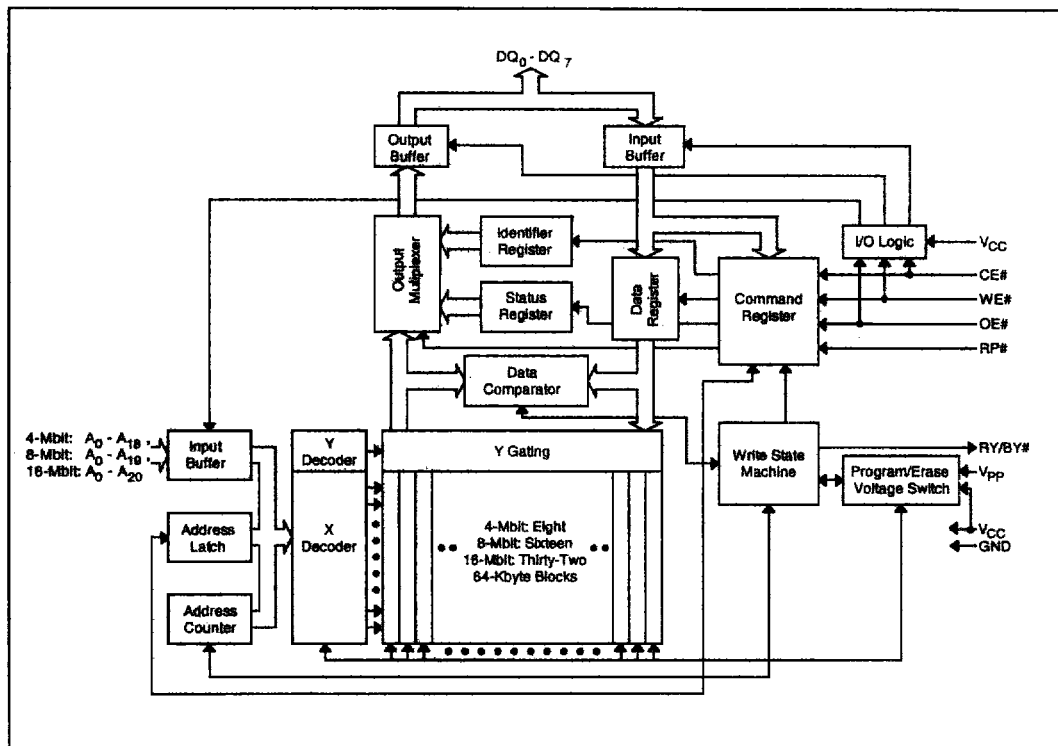 DQ0 - DQ7
Output
Buffer
Input
Buffer
Output
Mutiplexer
Identifier
Register
Status
Register
Data
Register
Command
Register
I/O Logic
VCC
CE#
WE#
OE#
RP#
Data
Comparator
4-Mbit: A0 - A18 ,
8-Mbit: A0 - A19 ,
16-Mbit: A0 - A20
Input
Buffer
Y
Decoder
Y Gating
Write State
Machine
RY/BY#
Program/Erase
Voltage Switch
VPP
VCC
GND
Address
Latch
X
Decoder
4-Mbit: Eight
8-Mbit: Sixteen
16-Mbit: Thirty-Two
64-Kbyte Blocks
Address
Counter